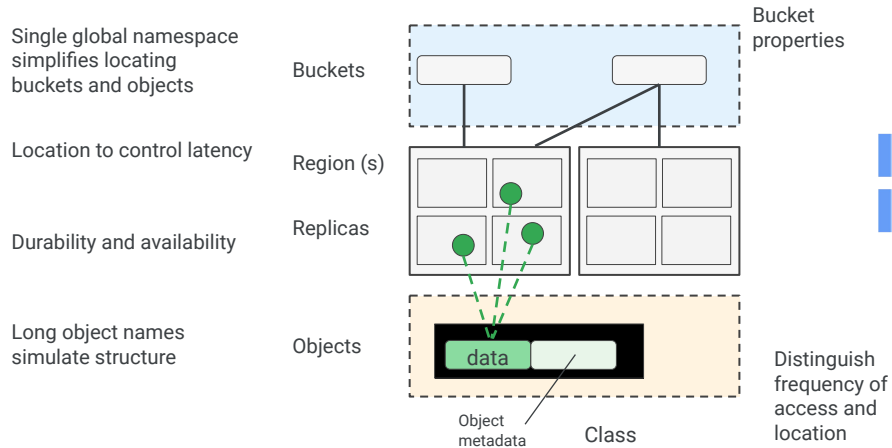 Single global namespace
simplifies locating
buckets and objects
Buckets
Bucket
properties
Location to control latency
Region (s)
Durability and availability
Replicas
Long object names
simulate structure
Objects
data
Object
metadata
Class
Distinguish
frequency of
access and
location